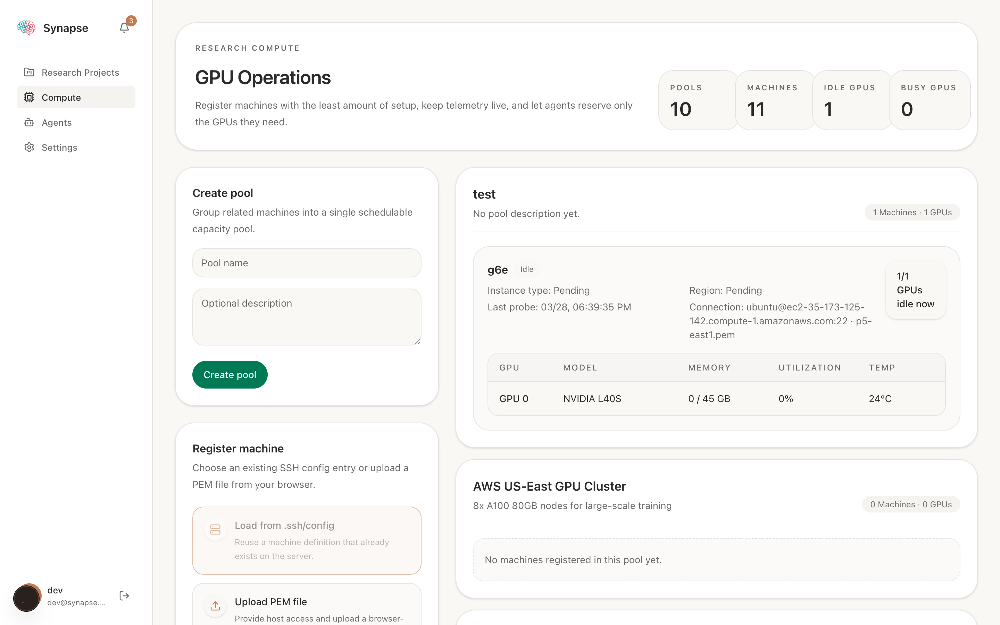 Synapse
3
Research Projects
Compute
Agents
Settings
dev
dev@synapse....
RESEARCH COMPUTE
GPU Operations
Register machines with the least amount of setup, keep telemetry live, and let agents reserve only
the GPUs they need.
POOLS
10
MACHINES
11
IDLE GPUS
1
BUSY GPUS
0
Create pool
Group related machines into a single schedulable
capacity pool.
Pool name
Optional description
Create pool
Register machine
Choose an existing SSH config entry or upload a
PEM file from your browser.
Load from .ssh/config
Reuse a machine definition that already
exists on the server.
Upload PEM file
Provide host access and upload a browser-
test
No pool description yet.
1 Machines · 1 GPUs
g6e
Idle
Instance type: Pending
Last probe: 03/28, 06:39:35 PM
Region: Pending
Connection: ubuntu@ec2-35-173-125-
142.compute-1.amazonaws.com:22 · p5-
east1.pem
1/1
GPUs
idle now
GPU MODEL MEMORY UTILIZATION TEMP
GPU 0 NVIDIA L40S 0 / 45 GB 0% 24°C
AWS US-East GPU Cluster
8x A100 80GB nodes for large-scale training
0 Machines · 0 GPUs
No machines registered in this pool yet.